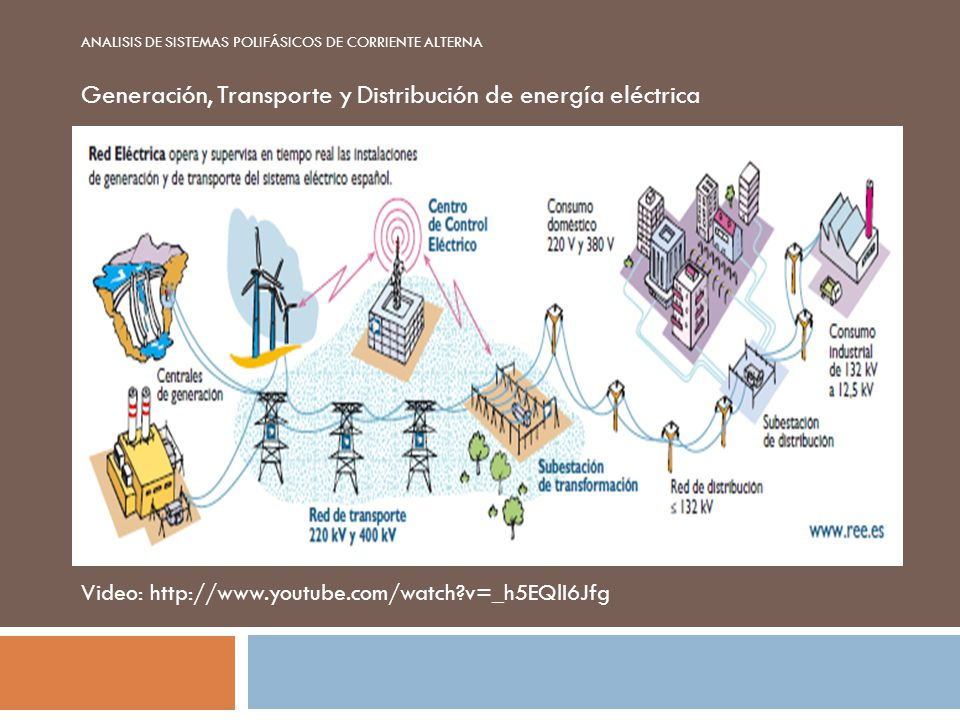 ANALISIS DE SISTEMAS POLIFÁSICOS DE CORRIENTE ALTERNA
Generación, Transporte y Distribución de energía eléctrica
Red Eléctrica opera y supervisa en tiempo real las instalaciones
de generación y de transporte del sistema eléctrico español.
Centro
de Control
Eléctrico
Consumo
doméstico
220 V y 380 V
Centrales
de generación
Consumo
industrial
de 132 kV
a 12,5 kV
Subestación
de distribución
Subestación
de transformación
Red de distribución
≤ 132 kV
Red de transporte
220 kV y 400 kV
www.ree.es
Video: http://www.youtube.com/watch?v=_h5EQlI6Jfg